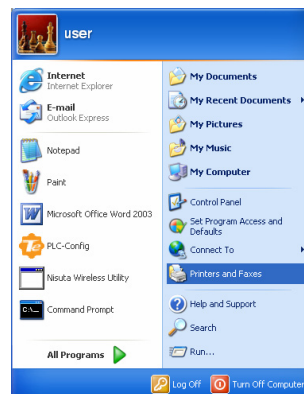 user
Internet
Internet Explorer
E-mail
Outlook Express
Notepad
Paint
Microsoft Office Word 2003
PLC-Config
Nisuta Wireless Utility
Command Prompt
All Programs
My Documents
My Recent Documents
My Pictures
My Music
My Computer
Control Panel
Set Program Access and
Defaults
Connect To
Printers and Faxes
Help and Support
Search
Run...
Log Off
Turn Off Computer